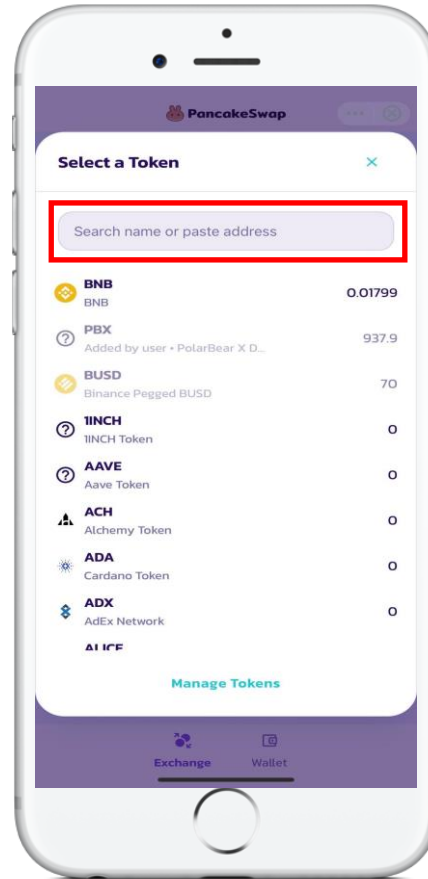 PancakeSwap
Select a Token
Search name or paste address
BNB
BNB
0.01799
PBX
Added by user • PolarBear X D...
937.9
BUSD
Binance Pegged BUSD
70
1INCH
1INCH Token
0
AAVE
Aave Token
0
ACH
Alchemy Token
0
ADA
Cardano Token
0
ADX
AdEx Network
0
ALICE
Manage Tokens
Exchange
Wallet